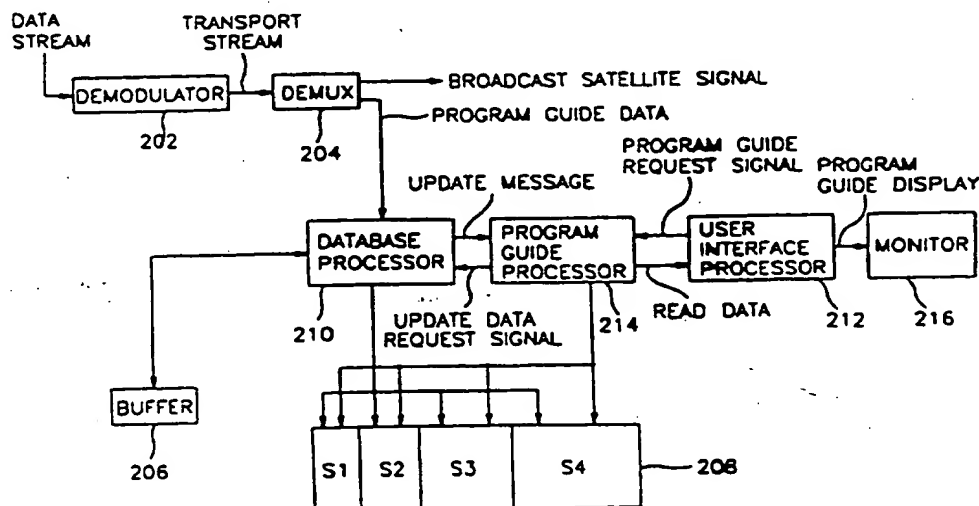 DATA
STREAM
TRANSPORT
STREAM
DEMODULATOR
202
DEMUX
204
BROADCAST SATELLITE SIGNAL
PROGRAM GUIDE DATA
UPDATE MESSAGE
PROGRAM GUIDE
REQUEST SIGNAL
PROGRAM
GUIDE DISPLAY
DATABASE
PROCESSOR
210
PROGRAM
GUIDE
PROCESSOR
214
USER
INTERFACE
PROCESSOR
212
MONITOR
216
UPDATE DATA
REQUEST SIGNAL
READ DATA
BUFFER
206
S1
S2
S3
S4
208